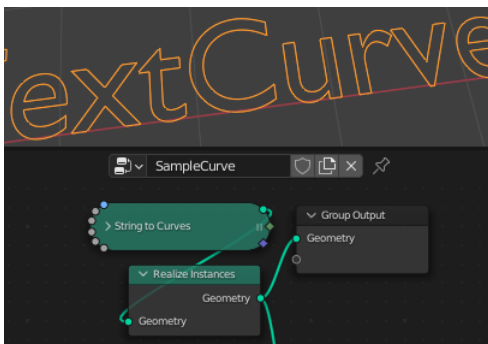 extCurve
SampleCurve
String to Curves
Group Output
Geometry
Realize Instances
Geometry
Geometry